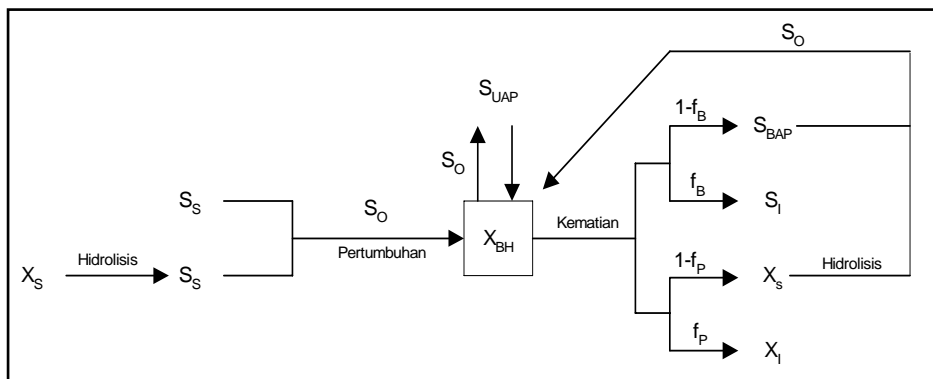 S_O
S_UAP
1-f_B
S_BAP
S_O
f_B
S_S
S_O
S_I
X_BH
Kematian
Pertumbuhan
X_S
Hidrolisis
S_S
1-f_P
X_s
Hidrolisis
f_P
X_I